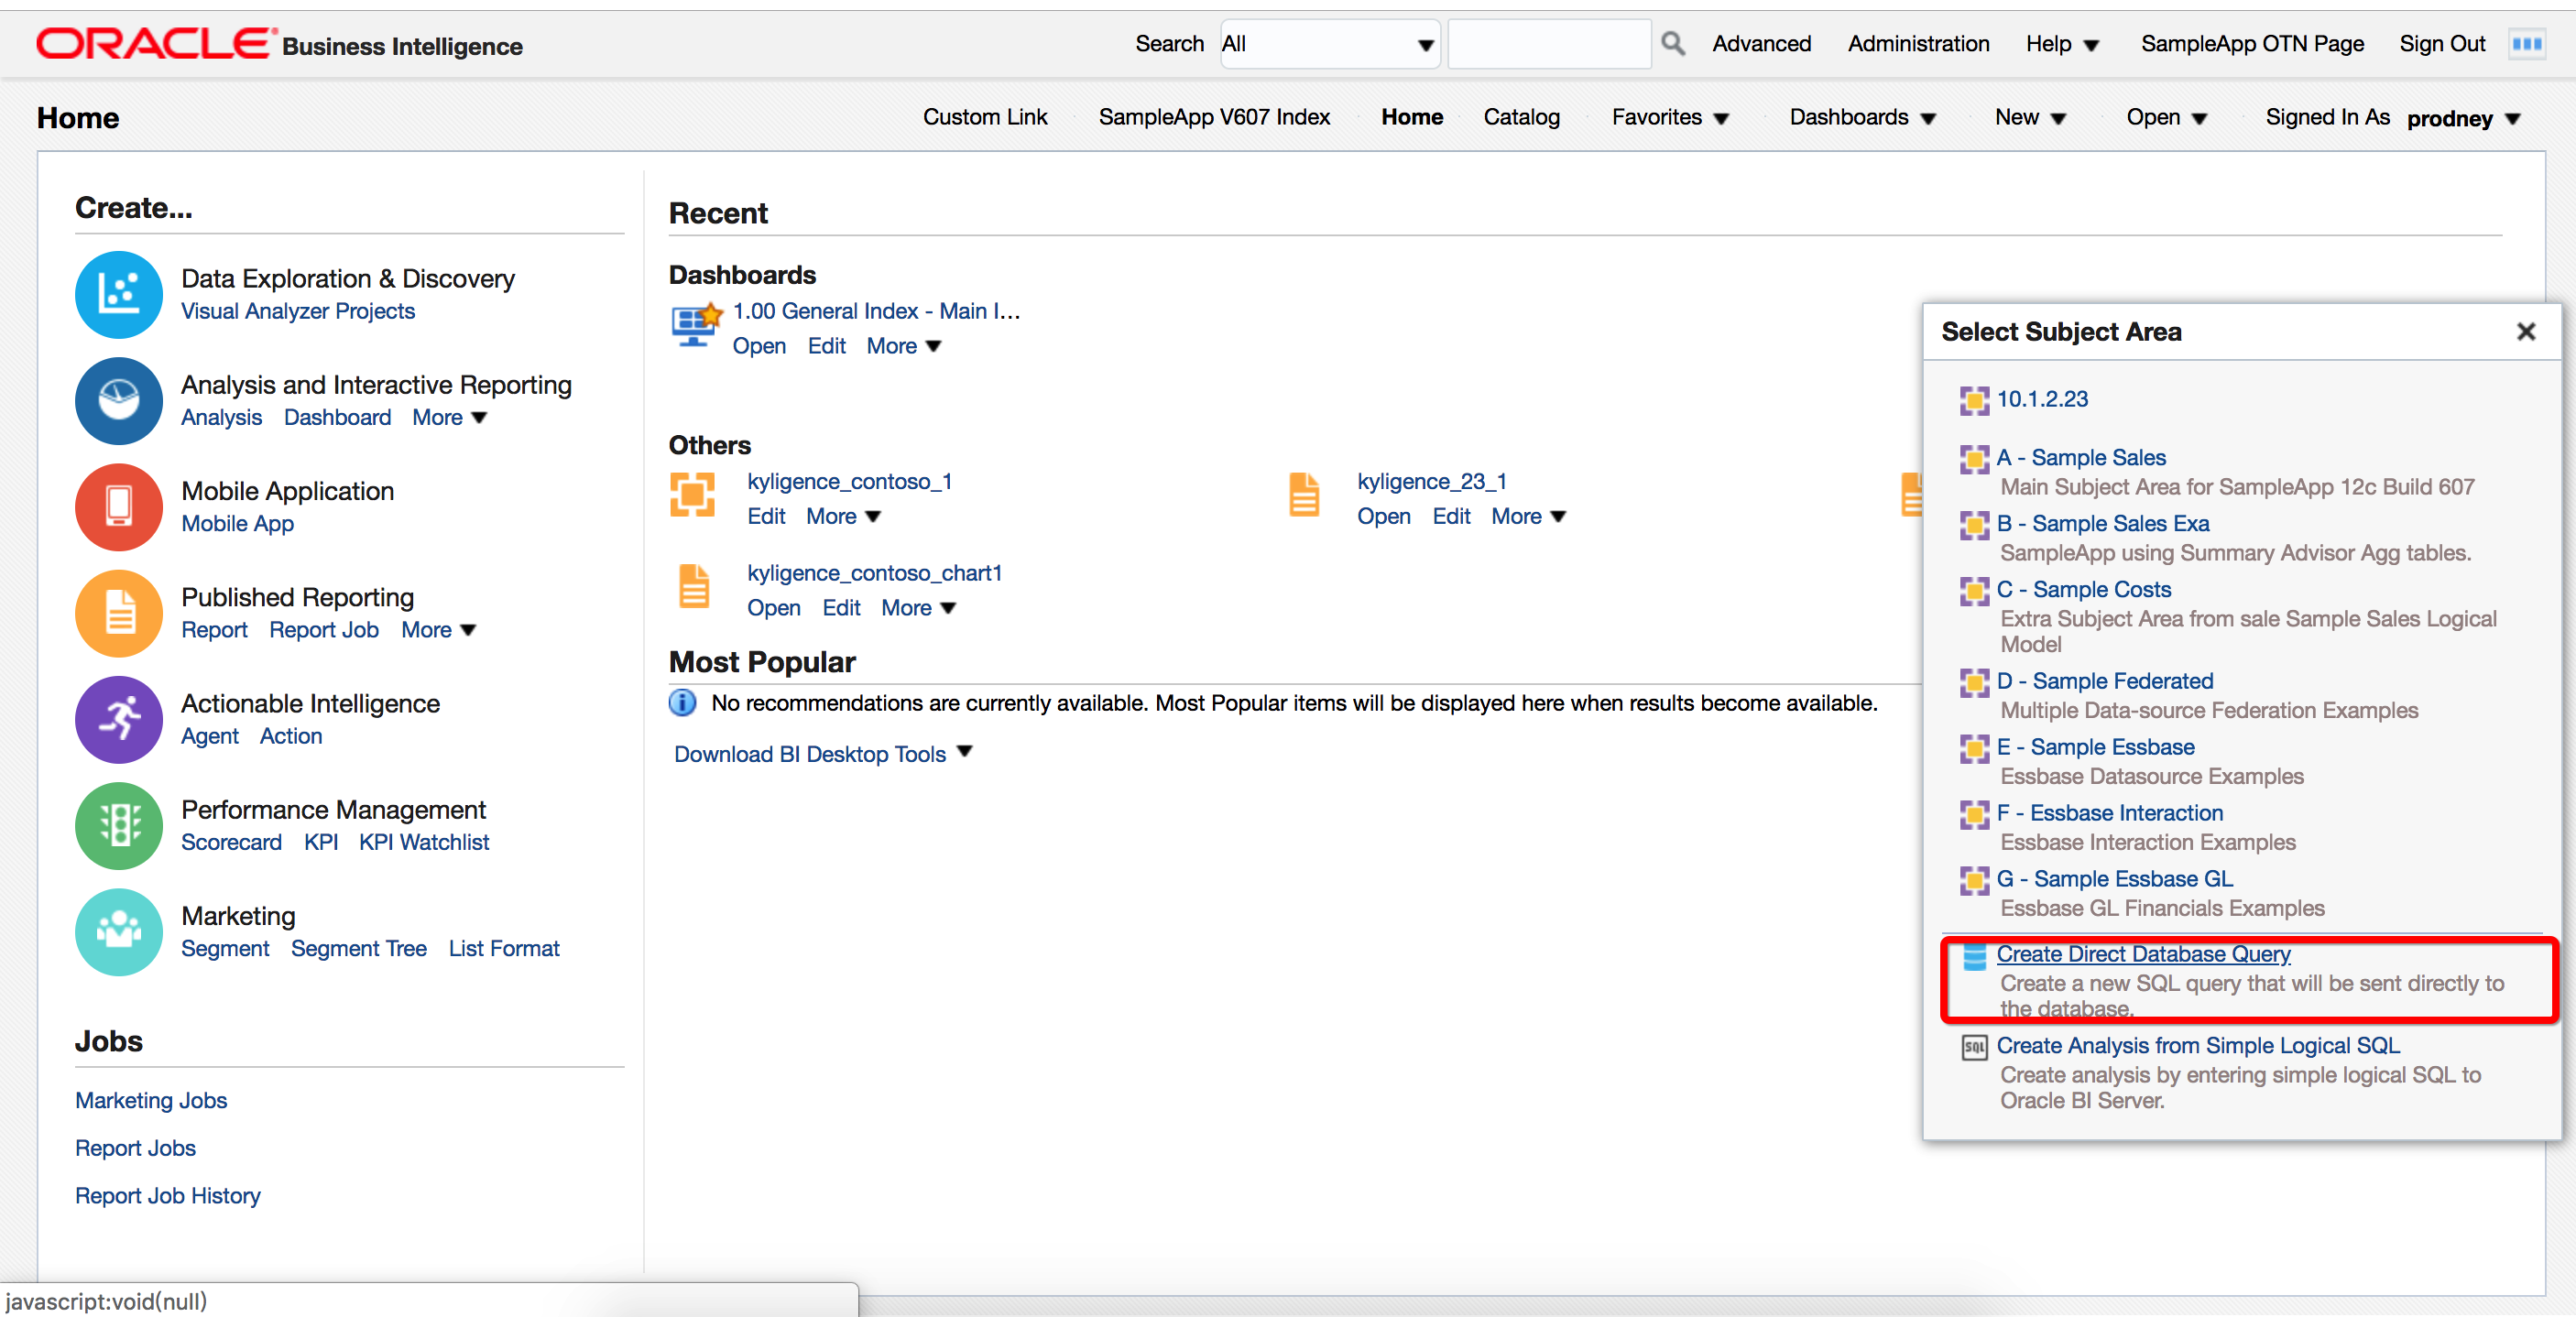 ORACLE Business Intelligence
Search All Advanced Administration Help SampleApp OTN Page Sign Out
Home
Custom Link SampleApp V607 Index Home Catalog Favorites Dashboards New Open Signed In As prodney
Create...
Data Exploration & Discovery
Visual Analyzer Projects
Analysis and Interactive Reporting
Analysis Dashboard More
Mobile Application
Mobile App
Published Reporting
Report Report Job More
Actionable Intelligence
Agent Action
Performance Management
Scorecard KPI KPI Watchlist
Marketing
Segment Segment Tree List Format
Jobs
Marketing Jobs
Report Jobs
Report Job History
Recent
Dashboards
1.00 General Index - Main I...
Open Edit More
Others
kyligence_contoso_1
Edit More
kyligence_23_1
Open Edit More
kyligence_contoso_chart1
Open Edit More
Most Popular
No recommendations are currently available. Most Popular items will be displayed here when results become available.
Download BI Desktop Tools
Select Subject Area
10.1.2.23
A - Sample Sales
Main Subject Area for SampleApp 12c Build 607
B - Sample Sales Exa
SampleApp using Summary Advisor Agg tables.
C - Sample Costs
Extra Subject Area from sale Sample Sales Logical
Model
D - Sample Federated
Multiple Data-source Federation Examples
E - Sample Essbase
Essbase Datasource Examples
F - Essbase Interaction
Essbase Interaction Examples
G - Sample Essbase GL
Essbase GL Financials Examples
Create Direct Database Query
Create a new SQL query that will be sent directly to
the database.
SQL Create Analysis from Simple Logical SQL
Create analysis by entering simple logical SQL to
Oracle BI Server.
javascript:void(null)